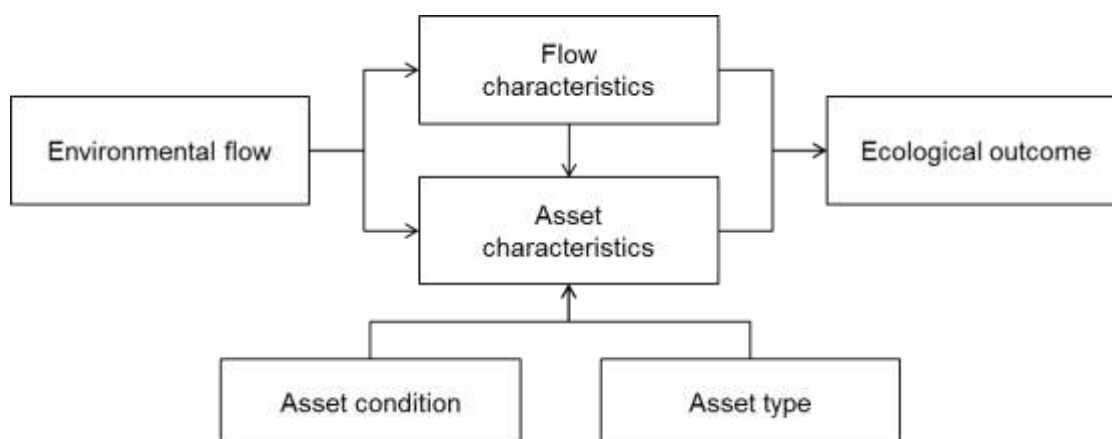 Flow
characteristics
Environmental flow
Ecological outcome
Asset
characteristics
Asset condition
Asset type